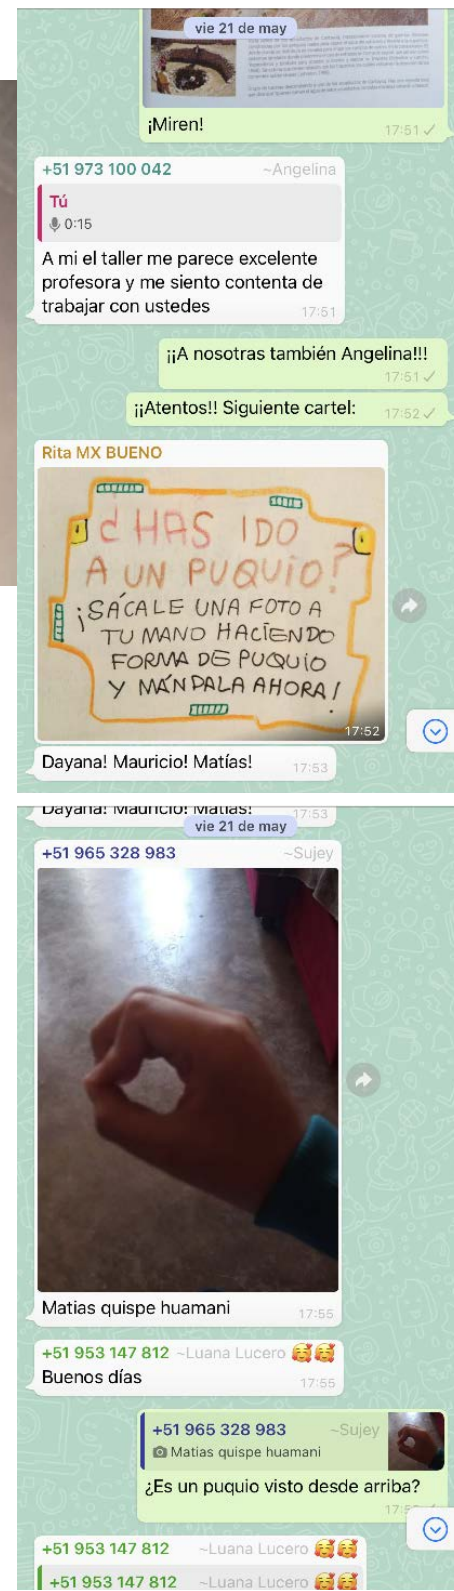 vie 21 de may
¡Miren!
17:51
+51 973 100 042 ~Angelina
Tú
0:15
A mi el taller me parece excelente
profesora y me siento contenta de
trabajar con ustedes
17:51
¡¡A nosotras también Angelina!!!
17:51
¡¡Atentos!! Siguiente cartel:
17:52
Rita MX BUENO
¿HAS IDO
A UN PUQUIO?
¡SÁCALE UNA FOTO A
TU MANO HACIENDO
FORMA DE PUQUIO
Y MÁNDALA AHORA!
17:52
Dayana! Mauricio! Matías!
17:53
Dayana! Mauricio! Matías!
17:53
vie 21 de may
+51 965 328 983 ~Sujey
Matias quispe huamani
17:55
+51 953 147 812 ~Luana Lucero 🥰🥰
Buenos días
17:55
+51 965 328 983 ~Sujey
Matias quispe huamani
¿Es un puquio visto desde arriba?
+51 953 147 812 ~Luana Lucero 🥰🥰
+51 953 147 812 ~Luana Lucero 🥰🥰